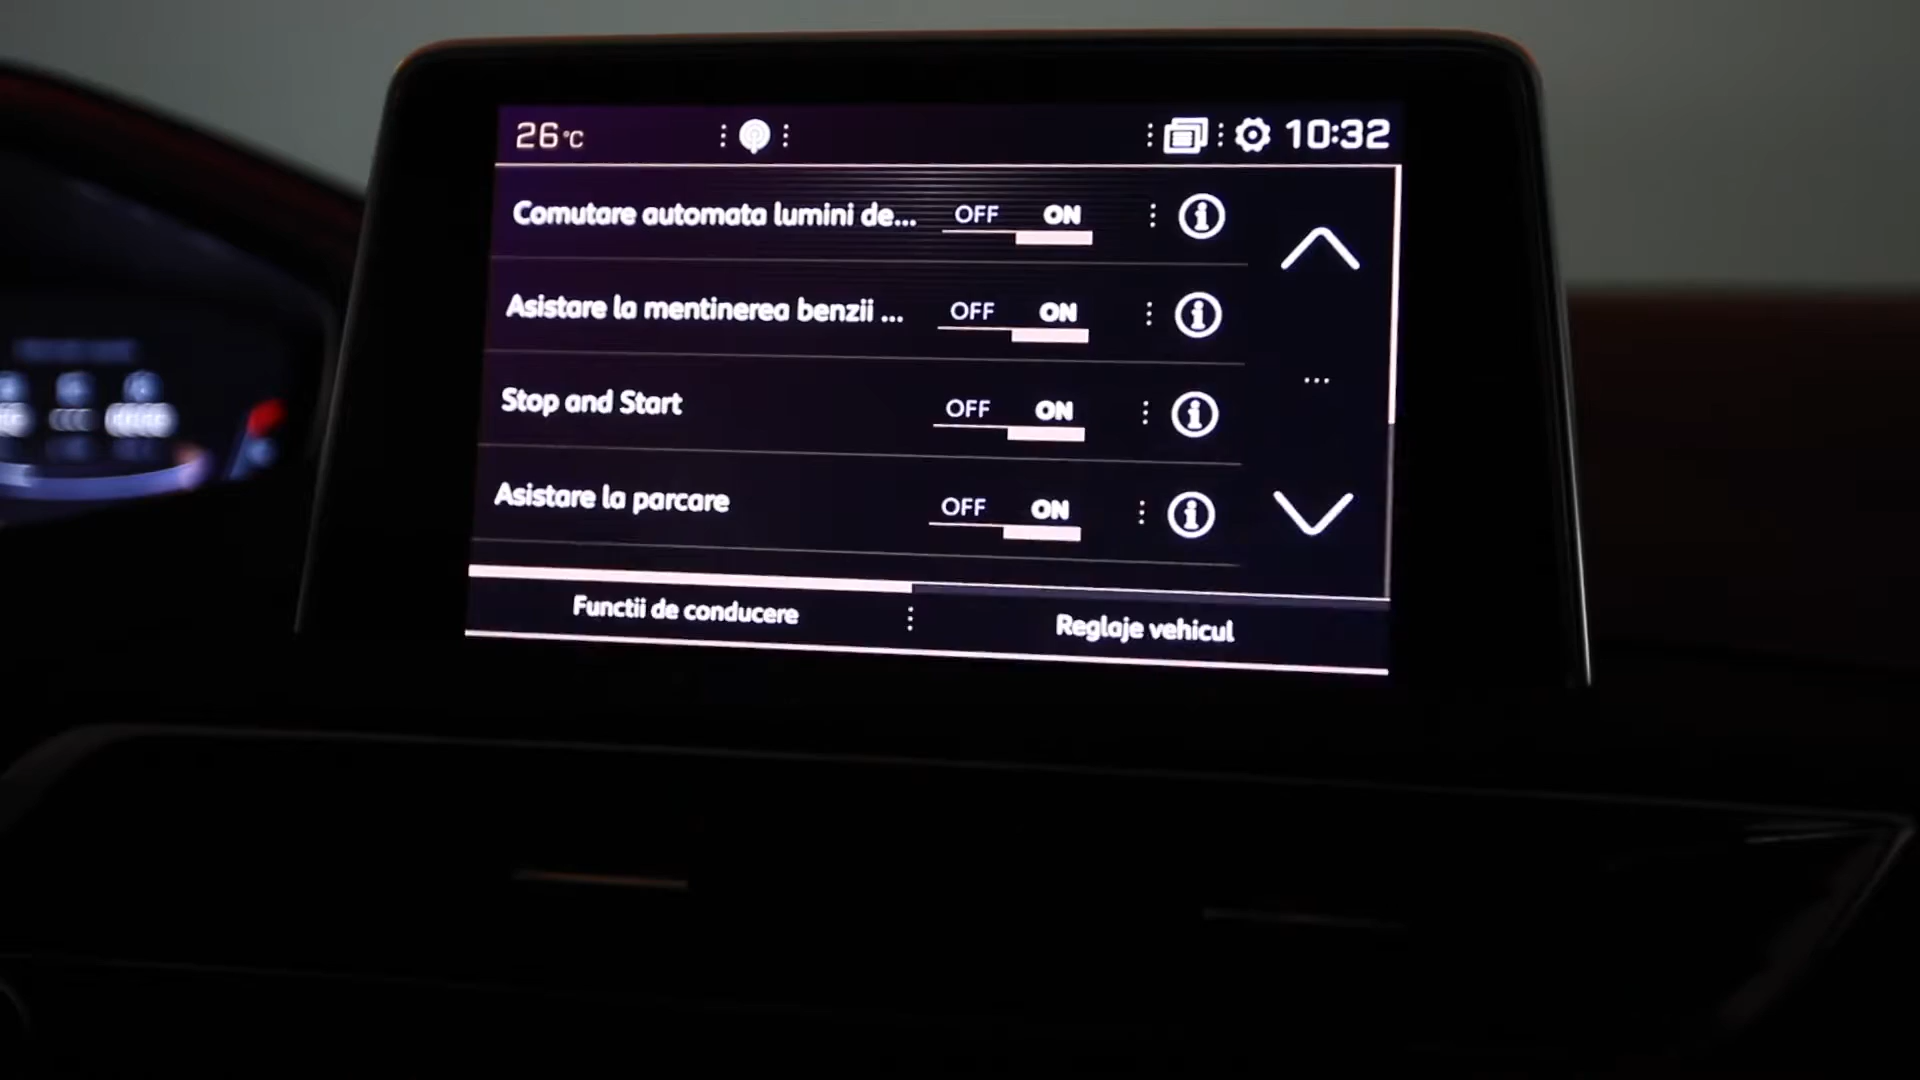 26°C 10:32
Comutare automata lumini de... OFF ON
Asistare la mentinerea benzii ... OFF ON
Stop and Start OFF ON
Asistare la parcare OFF ON
Functii de conducere Reglaje vehicul